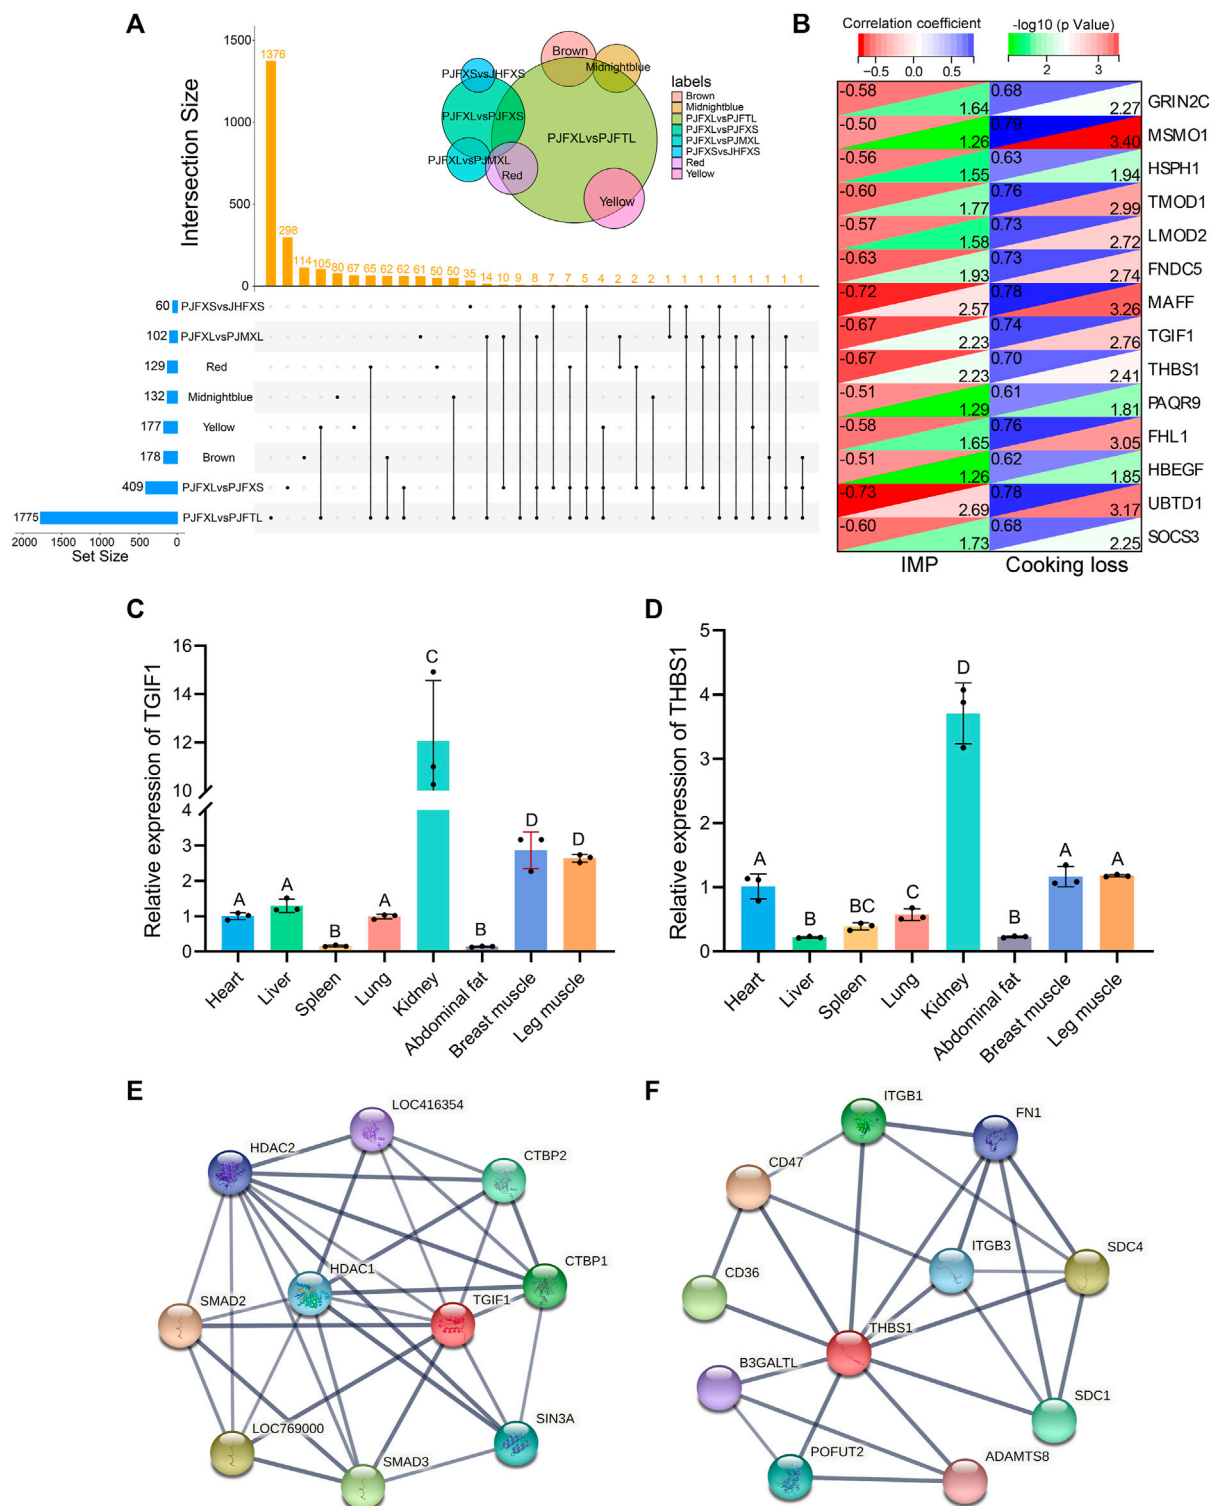 A
Intersection Size
1500
1000
500
0
1376
298
114
105
80
67
65
62
62
61
50
50
35
14
10
9
8
7
7
5
4
2
2
2
1
1
1
1
1
1
1
1
1
PJFXSvsJHFXS
Brown
Midnightblue
PJFXLvsPJFXS
PJFXLvsPJFTL
PJFXLvsPJMXL
Red
Yellow
labels
Brown
Midnightblue
PJFXLvsPJFTL
PJFXLvsPJFXS
PJFXLvsPJMXL
PJFXSvsJHFXS
Red
Yellow
60 PJFXSvsJHFXS
102 PJFXLvsPJMXL
129 Red
132 Midnightblue
177 Yellow
178 Brown
409 PJFXLvsPJFXS
1775 PJFXLvsPJFTL
2000 1500 1000 500 0
Set Size
B
Correlation coefficient
-0.5 0.0 0.5
-log10 (p Value)
2 3
-0.58 1.64 0.68 2.27 GRIN2C
-0.50 1.26 0.79 3.40 MSMO1
-0.56 1.55 0.63 1.94 HSPH1
-0.60 1.77 0.76 2.99 TMOD1
-0.57 1.58 0.73 2.72 LMOD2
-0.63 1.93 0.73 2.74 FNDC5
-0.72 2.57 0.78 3.26 MAFF
-0.67 2.23 0.74 2.76 TGIF1
-0.67 2.23 0.70 2.41 THBS1
-0.51 1.29 0.61 1.81 PAQR9
-0.58 1.65 0.76 3.05 FHL1
-0.51 1.26 0.62 1.85 HBEGF
-0.73 2.69 0.78 3.17 UBTD1
-0.60 1.73 0.68 2.25 SOCS3
IMP Cooking loss
C
Relative expression of TGIF1
16
14
12
10
4
3
2
1
0
A
A
B
A
C
B
D
D
Heart
Liver
Spleen
Lung
Kidney
Abdominal fat
Breast muscle
Leg muscle
D
Relative expression of THBS1
5
4
3
2
1
0
A
B
BC
C
D
B
A
A
Heart
Liver
Spleen
Lung
Kidney
Abdominal fat
Breast muscle
Leg muscle
E
LOC416354
HDAC2
CTBP2
CTBP1
HDAC1
SMAD2
TGIF1
LOC769000
SIN3A
SMAD3
F
ITGB1
FN1
CD47
ITGB3
SDC4
CD36
THBS1
B3GALTL
SDC1
POFUT2
ADAMTS8